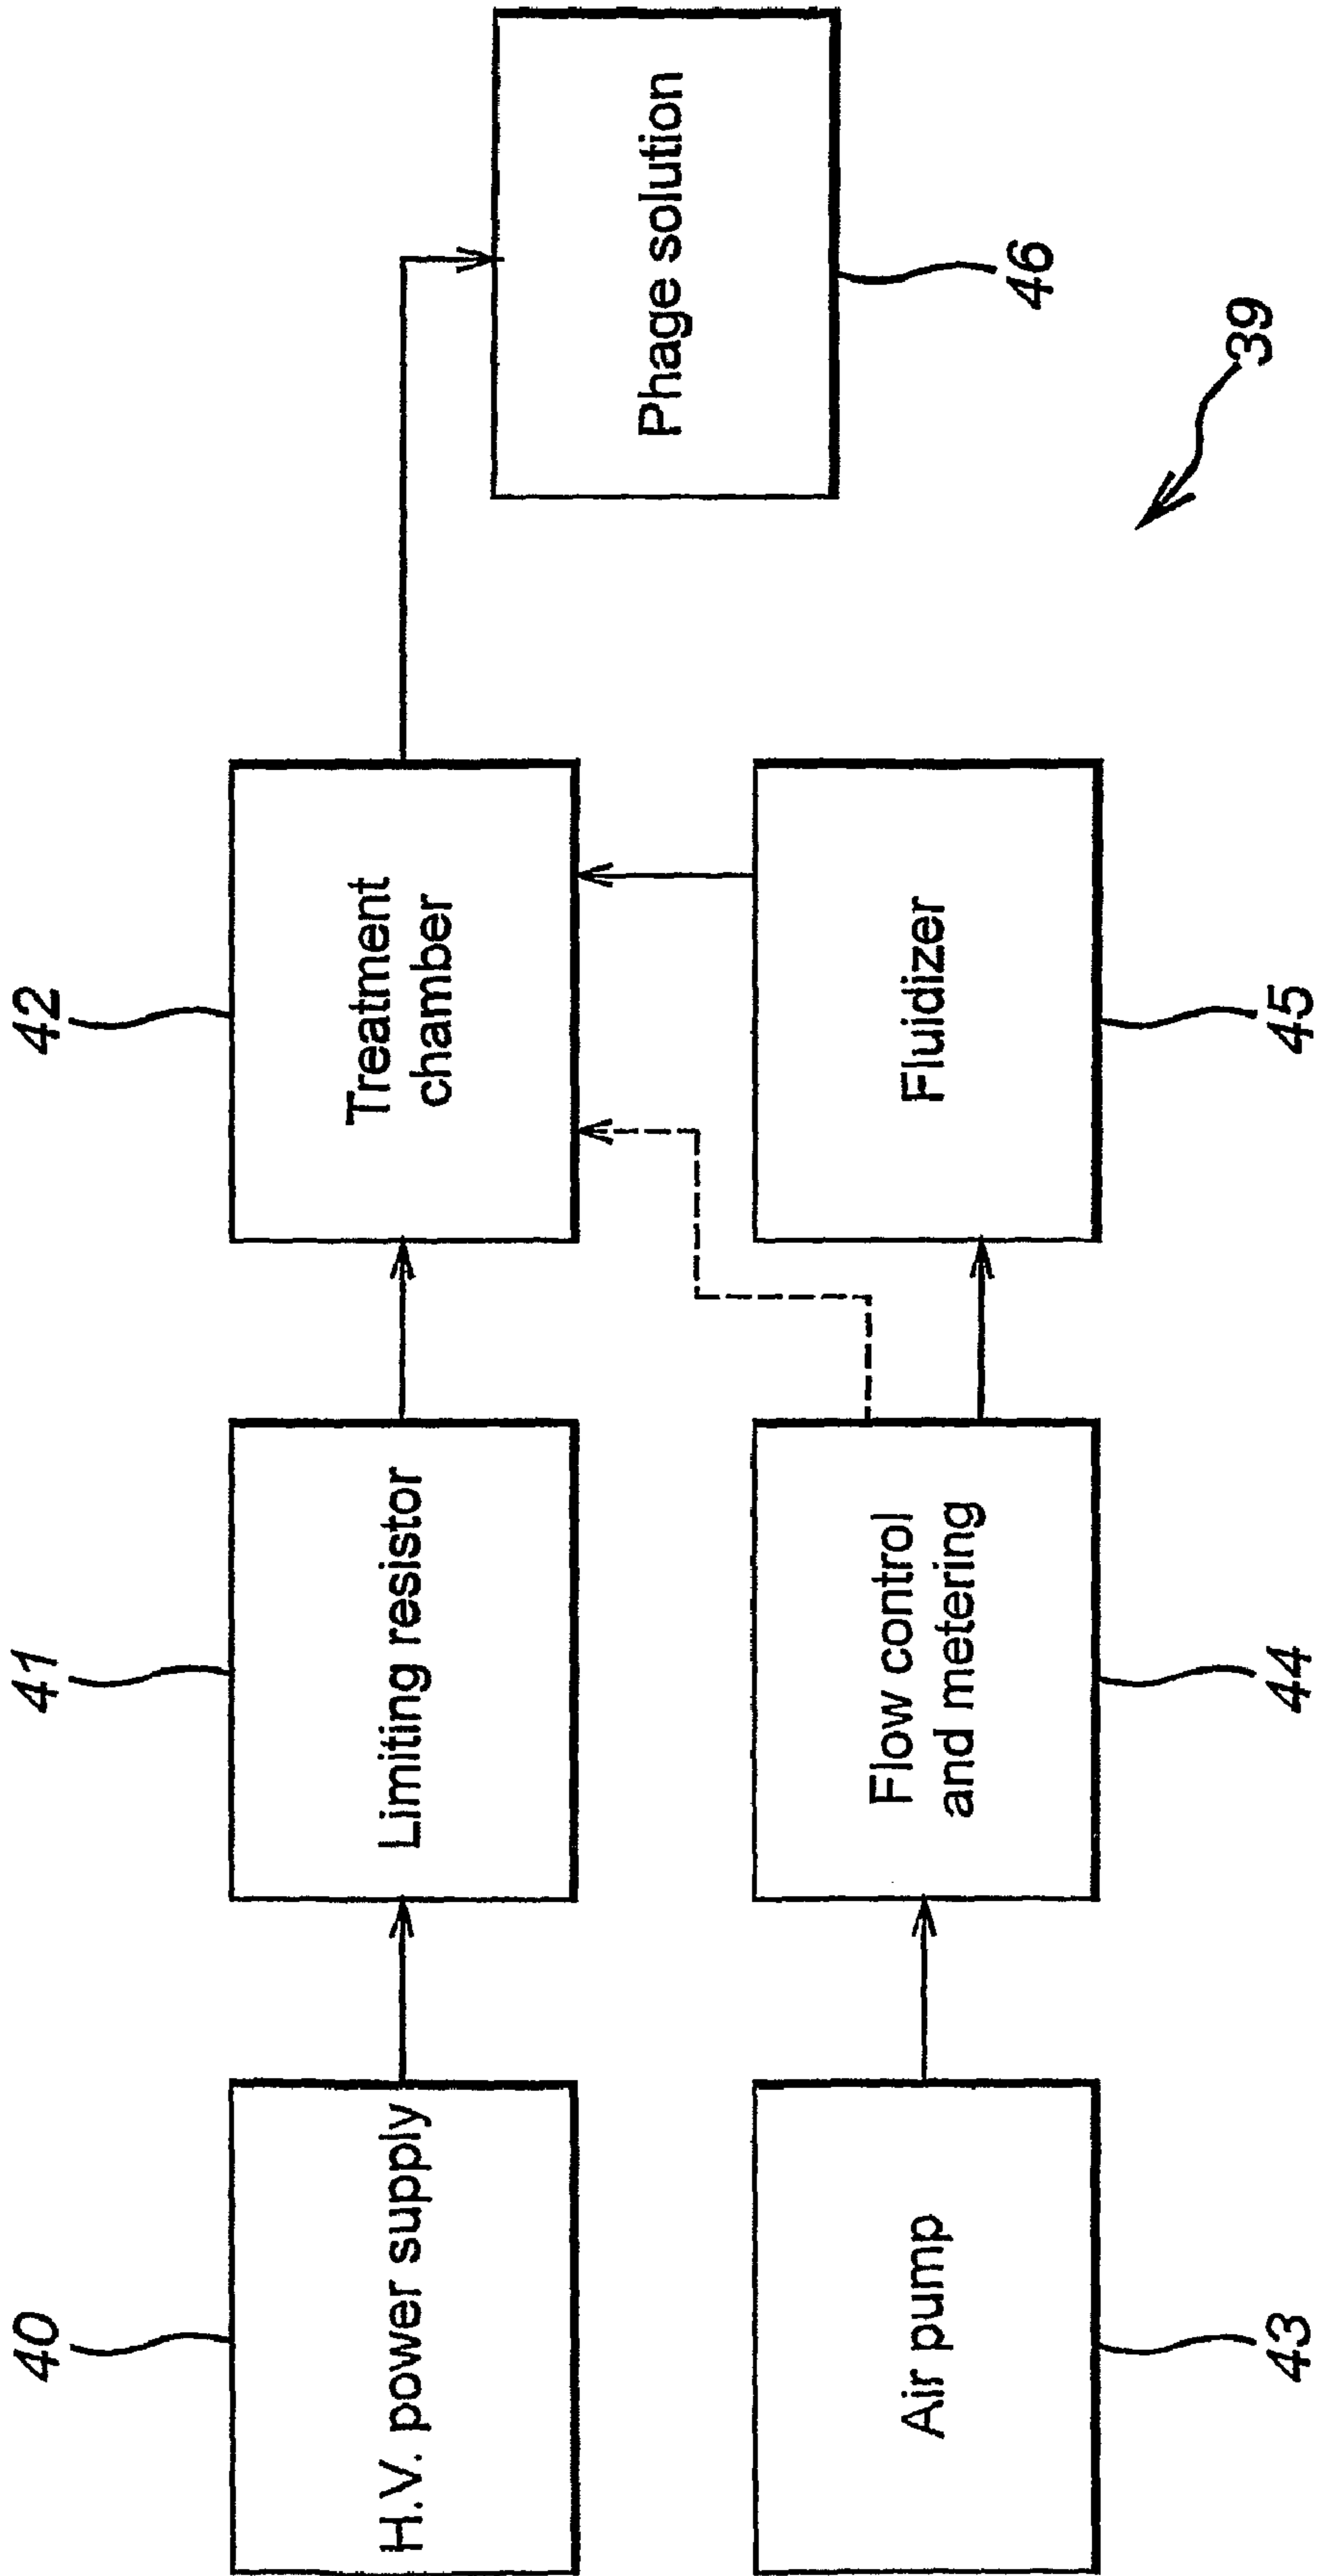 40
41
42
H.V. power supply
Limiting resistor
Treatment
chamber
Phage solution
46
Air pump
Flow control
and metering
Fluidizer
43
44
45
39